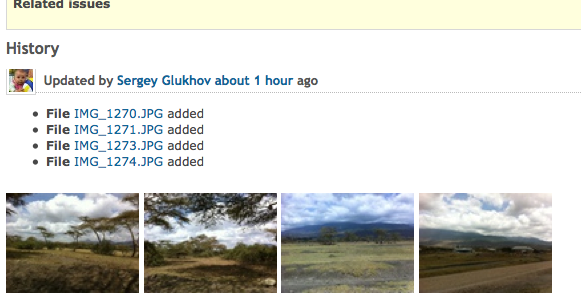 Related issues
History
Updated by Sergey Glukhov about 1 hour ago
File IMG_1270.JPG added
File IMG_1271.JPG added
File IMG_1273.JPG added
File IMG_1274.JPG added